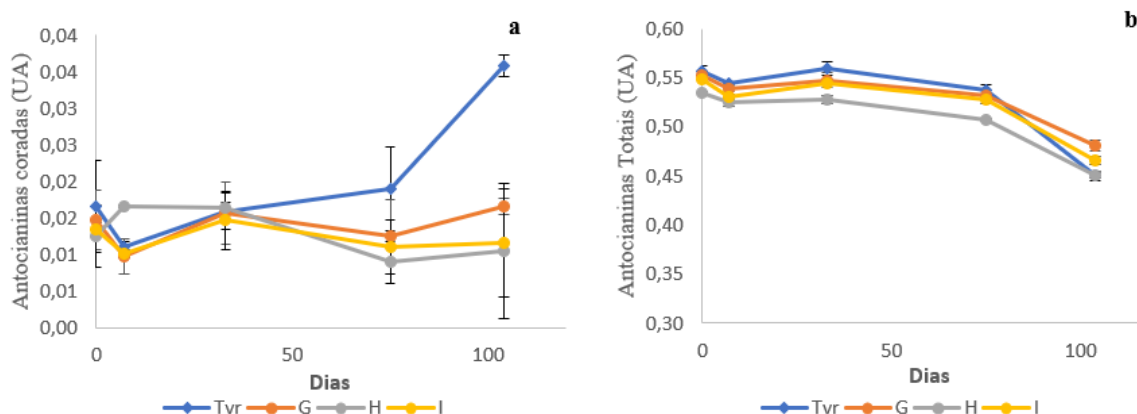 a
Antocianinas coradas (UA)
0,04
0,04
0,03
0,03
0,02
0,02
0,01
0,01
0,00
0
50
100
Dias
Tyr G H I
b
Antocianinas Totais (UA)
0,60
0,55
0,50
0,45
0,40
0,35
0,30
0
50
100
Dias
Tyr G H I